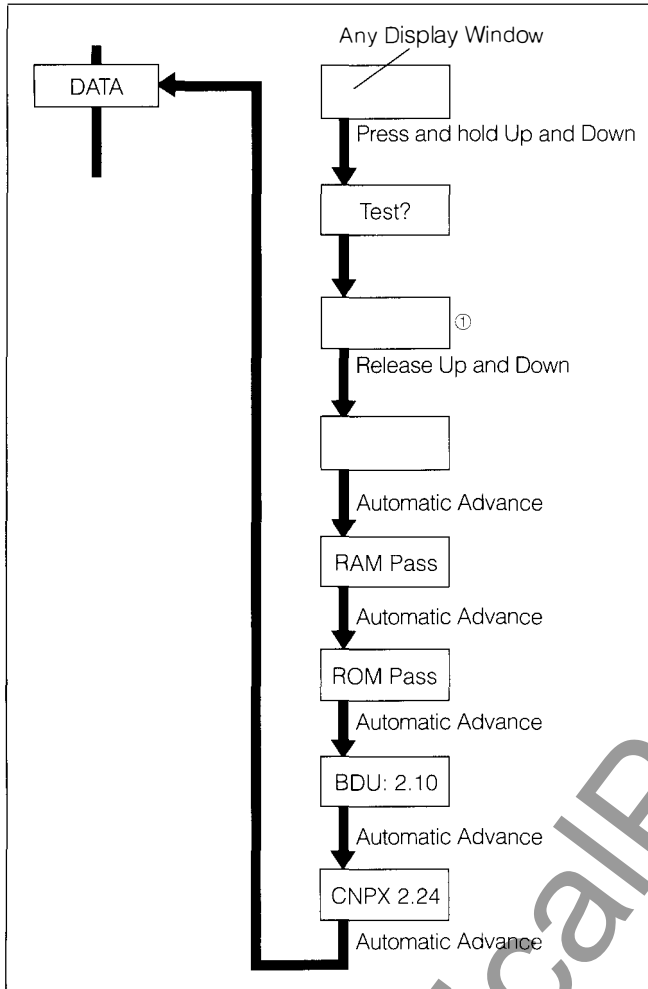 Any Display Window
DATA
Press and hold Up and Down
Test?
①
Release Up and Down
Automatic Advance
RAM Pass
Automatic Advance
ROM Pass
Automatic Advance
BDU: 2.10
Automatic Advance
CNPX 2.24
Automatic Advance